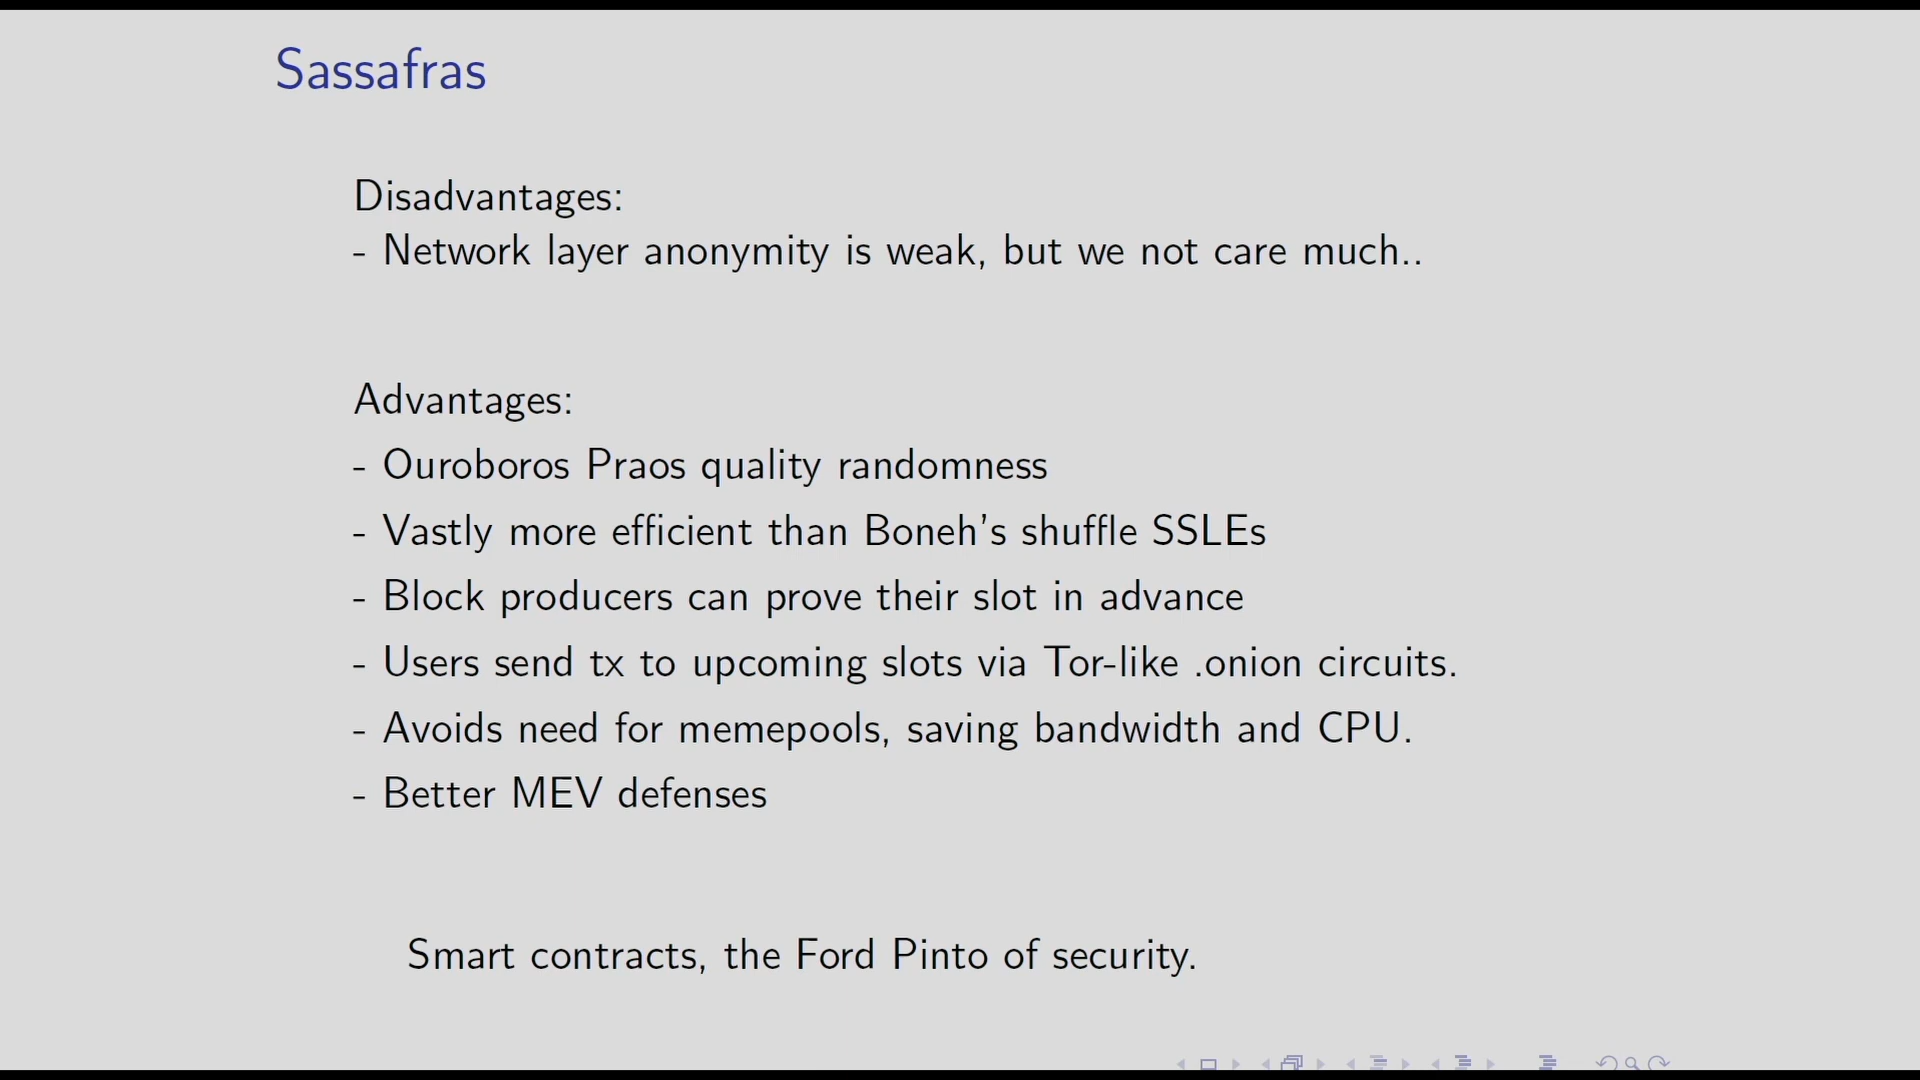 Sassafras
Disadvantages:
- Network layer anonymity is weak, but we not care much..
Advantages:
- Ouroboros Praos quality randomness
- Vastly more efficient than Boneh's shuffle SSLEs
- Block producers can prove their slot in advance
- Users send tx to upcoming slots via Tor-like .onion circuits.
- Avoids need for memepools, saving bandwidth and CPU.
- Better MEV defenses
Smart contracts, the Ford Pinto of security.